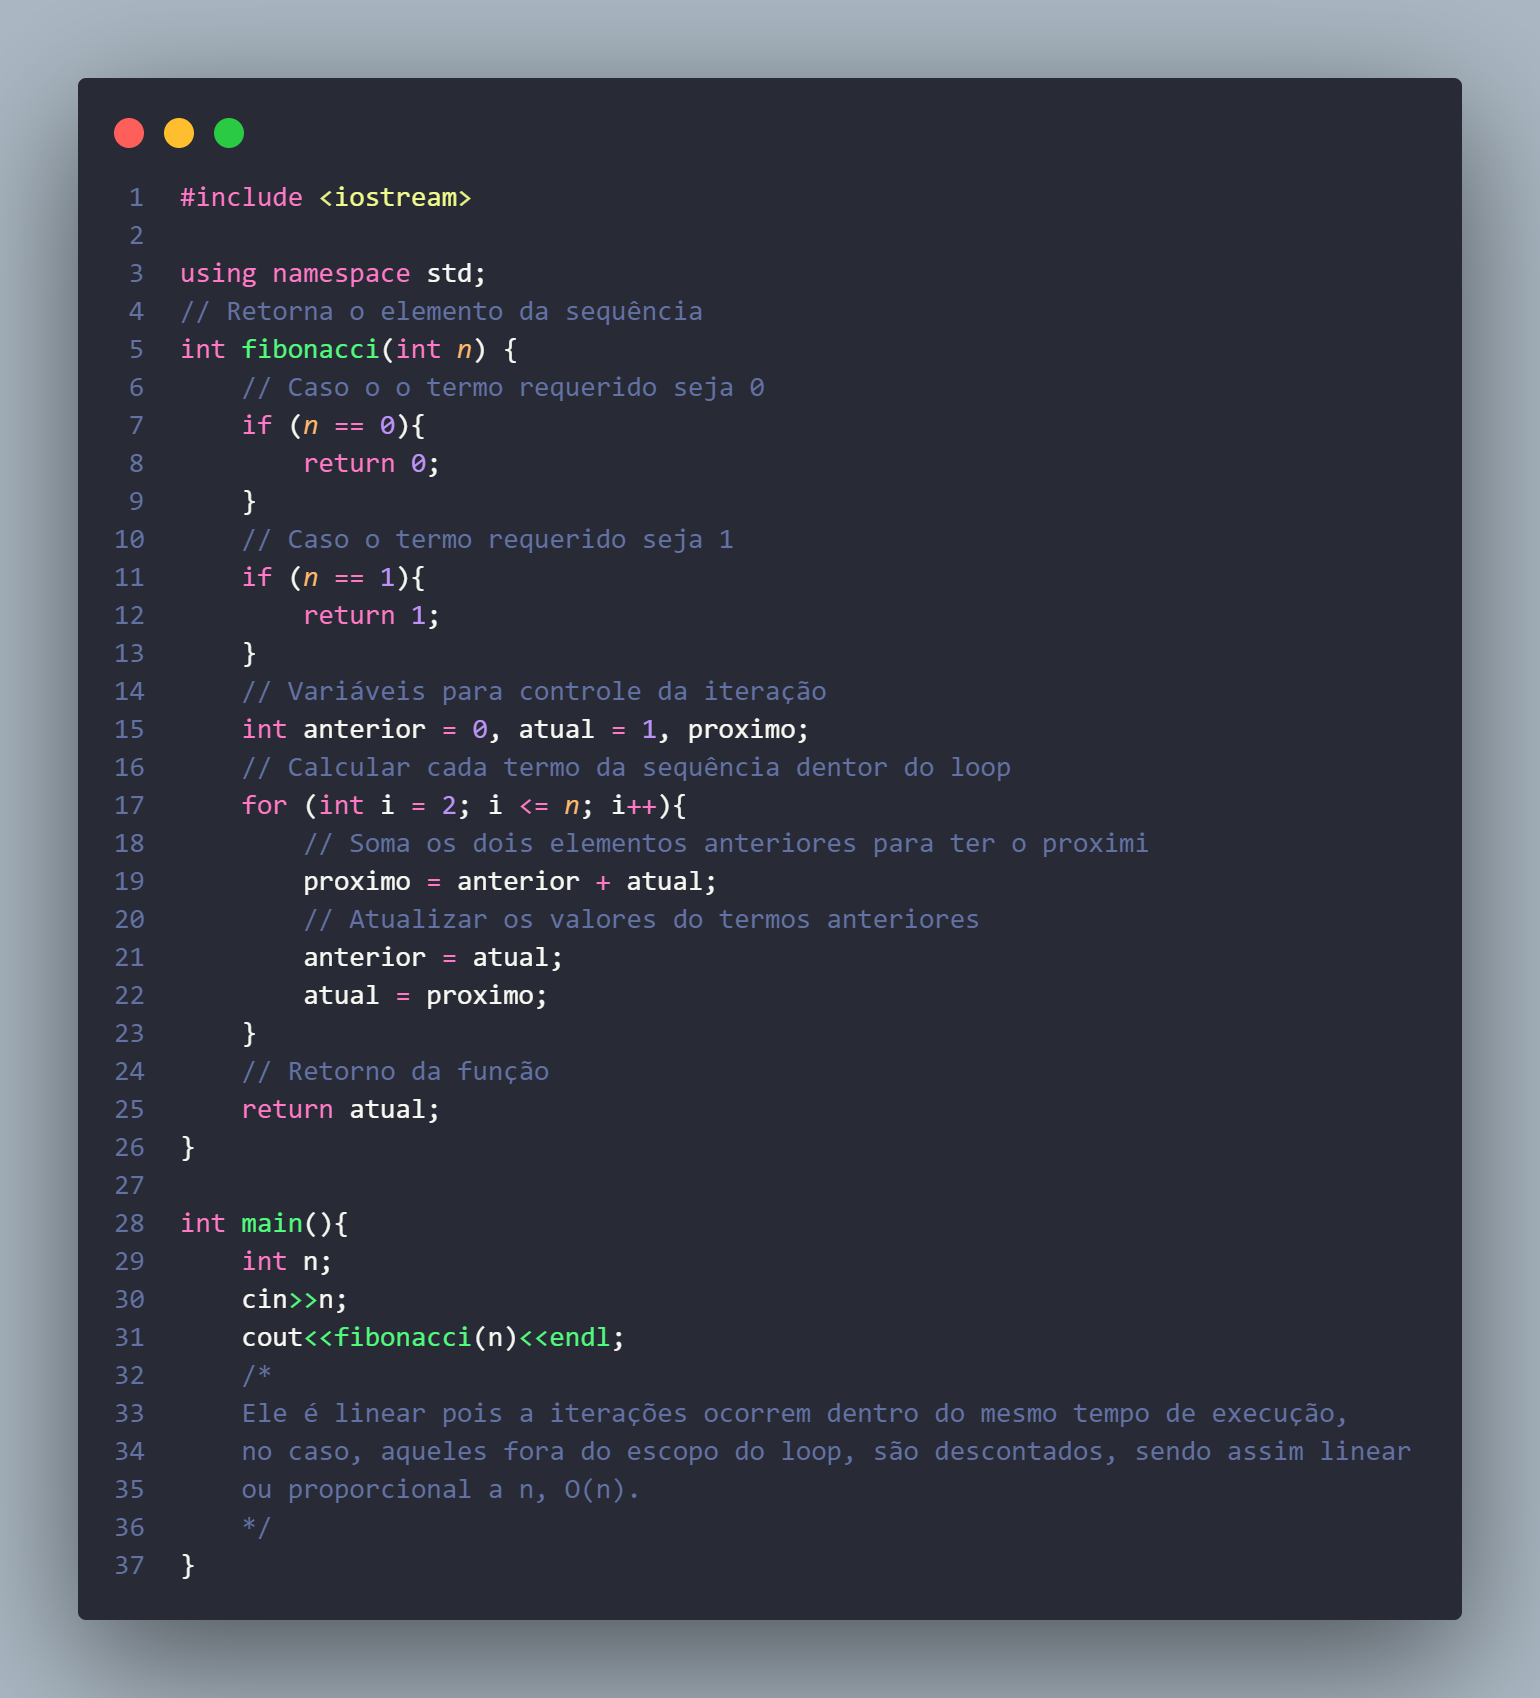 1 #include <iostream>
2
3 using namespace std;
4 // Retorna o elemento da sequência
5 int fibonacci(int n) {
6     // Caso o o termo requerido seja 0
7     if (n == 0){
8         return 0;
9     }
10     // Caso o termo requerido seja 1
11     if (n == 1){
12         return 1;
13     }
14     // Variáveis para controle da iteração
15     int anterior = 0, atual = 1, proximo;
16     // Calcular cada termo da sequência dentor do loop
17     for (int i = 2; i <= n; i++){
18         // Soma os dois elementos anteriores para ter o proximi
19         proximo = anterior + atual;
20         // Atualizar os valores do termos anteriores
21         anterior = atual;
22         atual = proximo;
23     }
24     // Retorno da função
25     return atual;
26 }
27
28 int main(){
29     int n;
30     cin>>n;
31     cout<<fibonacci(n)<<endl;
32     /*
33     Ele é linear pois a iterações ocorrem dentro do mesmo tempo de execução,
34     no caso, aqueles fora do escopo do loop, são descontados, sendo assim linear
35     ou proporcional a n, O(n).
36     */
37 }